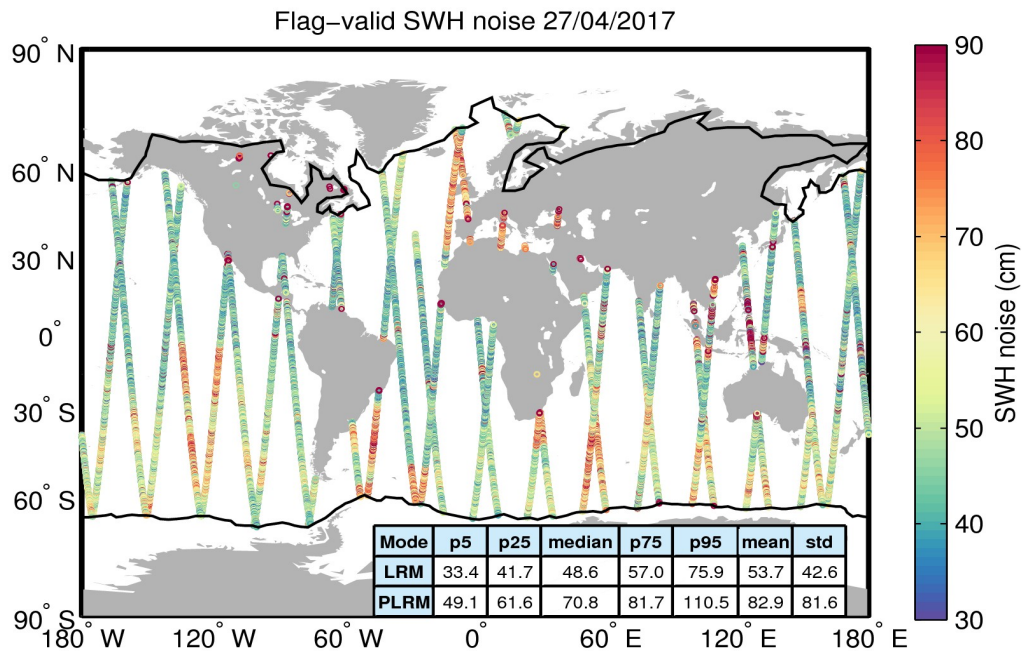 Flag−valid SWH noise 27/04/2017
90° N
60° N
30° N
0°
30° S
60° S
90° S
180° W
120° W
60° W
0°
60° E
120° E
180° E
Mode p5 p25 median p75 p95 mean std
LRM 33.4 41.7 48.6 57.0 75.9 53.7 42.6
PLRM 49.1 61.6 70.8 81.7 110.5 82.9 81.6
90
80
70
60
50
40
30
SWH noise (cm)